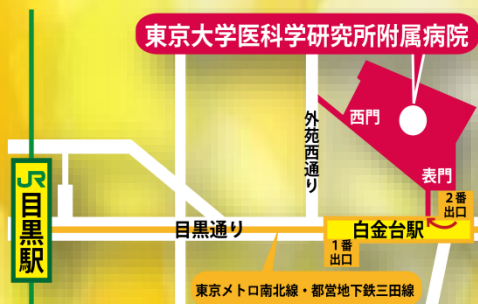 東京大学医科学研究所附属病院
外苑西通り
西門
表門
2番
出口
JR
目黒駅
目黒通り
白金台駅
1番
出口
東京メトロ南北線・都営地下鉄三田線